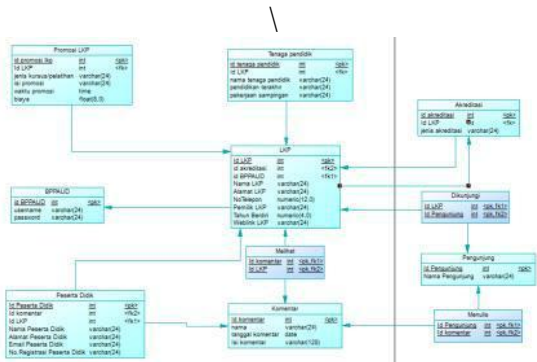 \
Promosi LKP
id promosi lkp int <pk>
Id LKP int <fk>
jenis kursus/pelatihan varchar(24)
isi promosi varchar(24)
waktu promosi time
biaya float(8,0)
Tenaga pendidik
id tenaga pendidik int <pk>
Id LKP int <fk>
nama tenaga pendidik varchar(24)
pendidikan terakhir varchar(24)
pekerjaan sampingan varchar(24)
Akreditasi
id akreditasi int <pk>
Id LKP <fk>
jenis akreditasi varchar(24)
LKP
Id LKP int <pk>
id akreditasi int <fk2>
id BPPAUD int <fk1>
Nama LKP varchar(24)
Alamat LKP varchar(24)
NoTelepon numeric(12,0)
Pemilik LKP varchar(24)
Tahun Berdiri numeric(4,0)
Weblink LKP varchar(24)
BPPAUD
id BPPAUD int <pk>
username varchar(24)
password varchar(24)
Dikunjungi
Id LKP int <pk,fk1>
Id Pengunjung int <pk,fk2>
Melihat
Id komentar int <pk,fk1>
Id LKP int <pk,fk2>
Pengunjung
Id Pengunjung int <pk>
Nama Pengunjung varchar(24)
Peserta Didik
Id Peserta Didik int <pk>
Id komentar int <fk2>
Id LKP int <fk1>
Nama Peserta Didik varchar(24)
Alamat Peserta Didik varchar(24)
Email Peserta Didik varchar(24)
No.Registrasi Peserta Didik varchar(24)
Komentar
Id komentar int <pk>
nama varchar(24)
tanggal komentar date
isi komentar varchar(128)
Menulis
Id Pengunjung int <pk,fk1>
Id komentar int <pk,fk2>